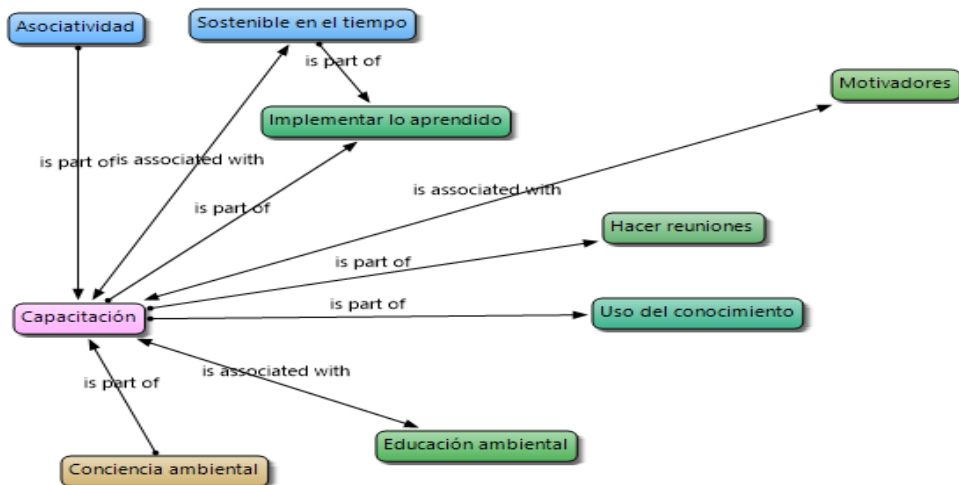 Asociatividad
Sostenible en el tiempo
is part of
Motivadores
Implementar lo aprendido
is part of
is associated with
is associated with
is part of
Hacer reuniones
is part of
is part of
Capacitación
Uso del conocimiento
is associated with
is part of
Educación ambiental
Conciencia ambiental